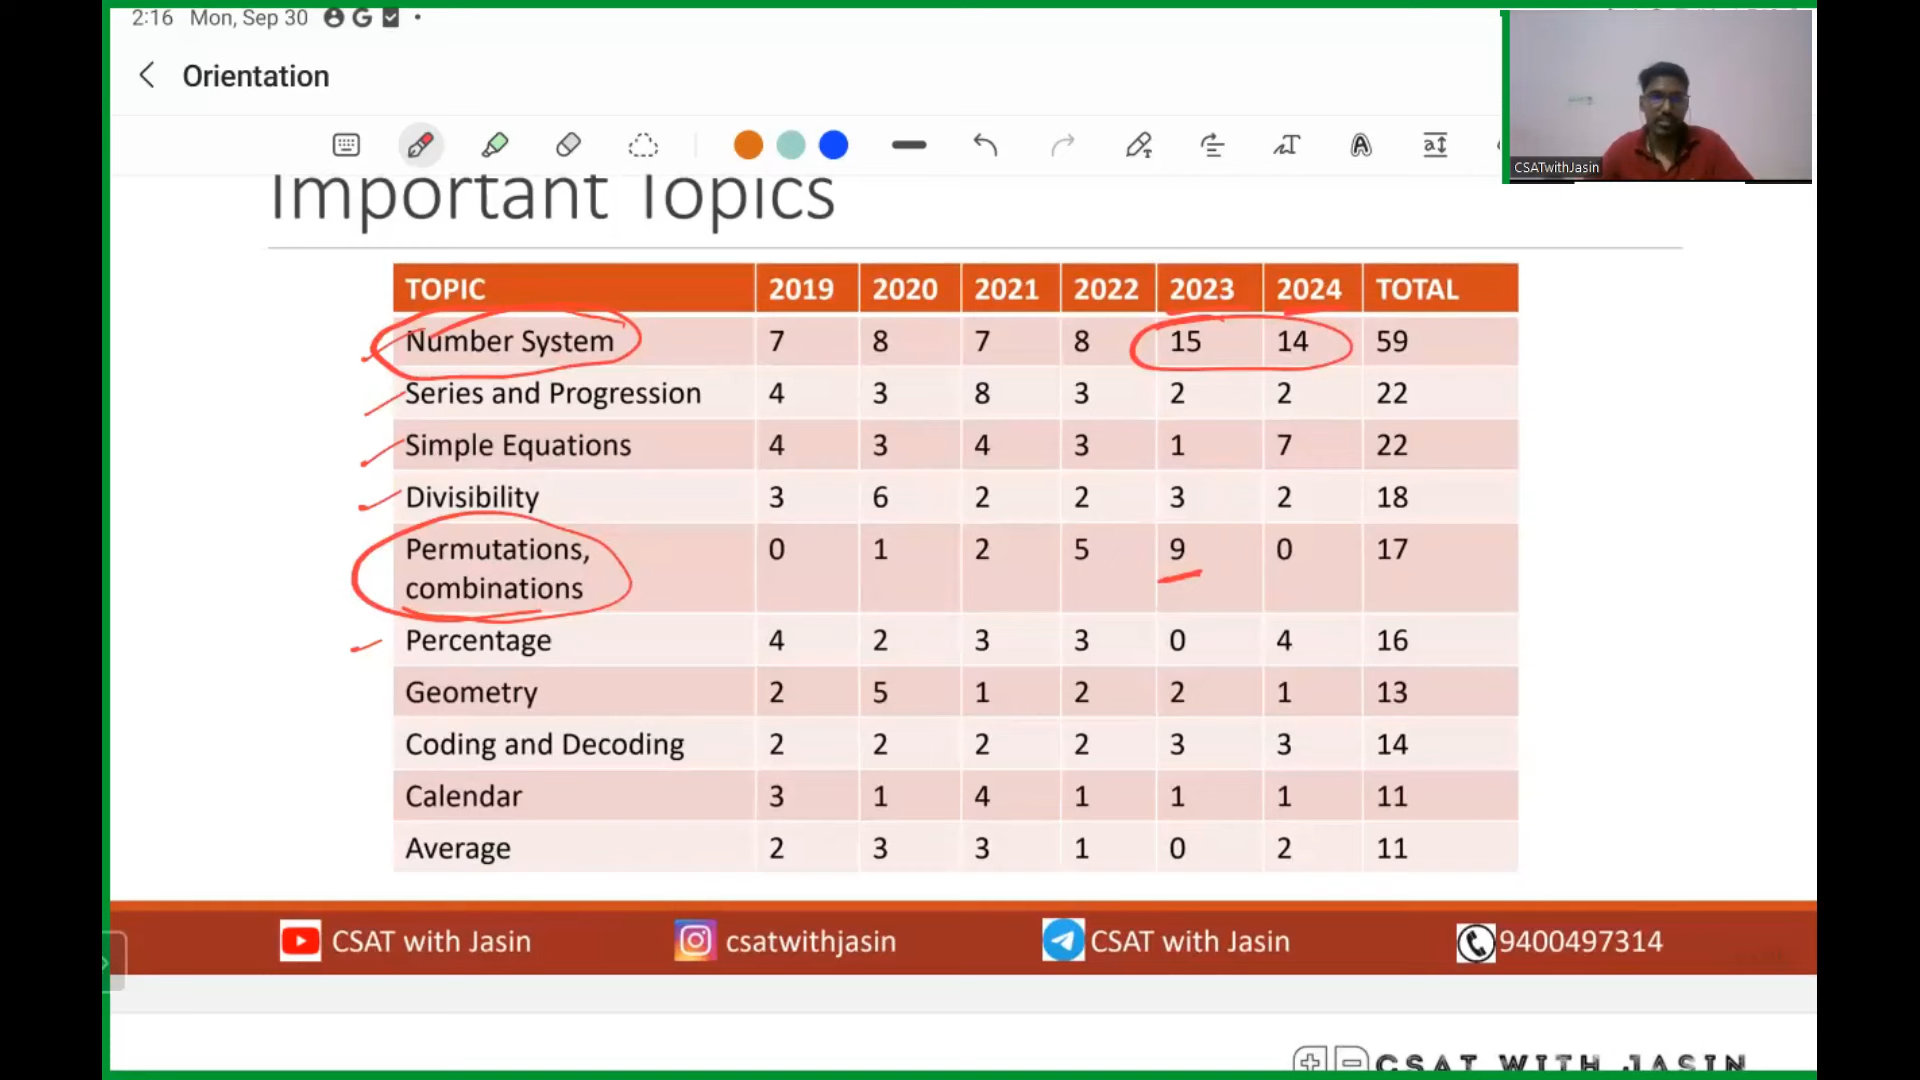 2:16 Mon, Sep 30
Orientation
CSATwithJasin
Important Topics
TOPIC 2019 2020 2021 2022 2023 2024 TOTAL
Number System 7 8 7 8 15 14 59
Series and Progression 4 3 8 3 2 2 22
Simple Equations 4 3 4 3 1 7 22
Divisibility 3 6 2 2 3 2 18
Permutations, 0 1 2 5 9 0 17
combinations
Percentage 4 2 3 3 0 4 16
Geometry 2 5 1 2 2 1 13
Coding and Decoding 2 2 2 2 3 3 14
Calendar 3 1 4 1 1 1 11
Average 2 3 3 1 0 2 11
CSAT with Jasin csatwithjasin CSAT with Jasin 9400497314
CSAT WITH JASIN